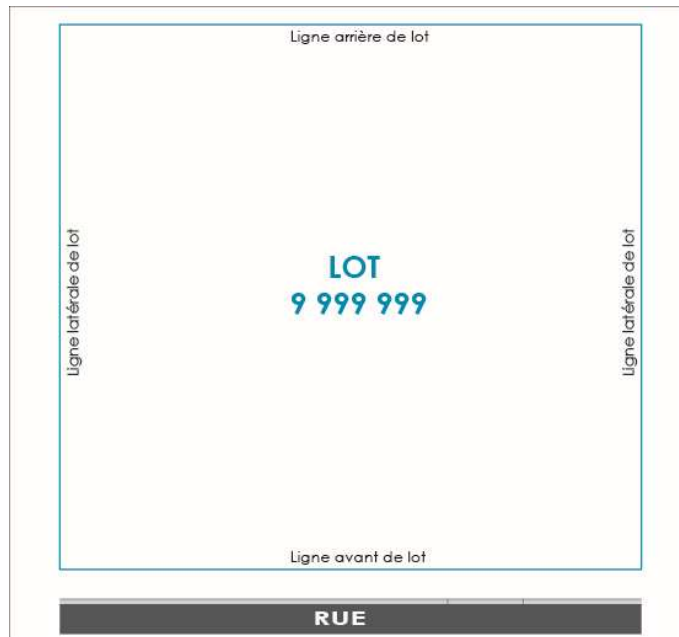 Ligne arrière de lot
Ligne latérale de lot
LOT
9 999 999
Ligne latérale de lot
Ligne avant de lot
RUE